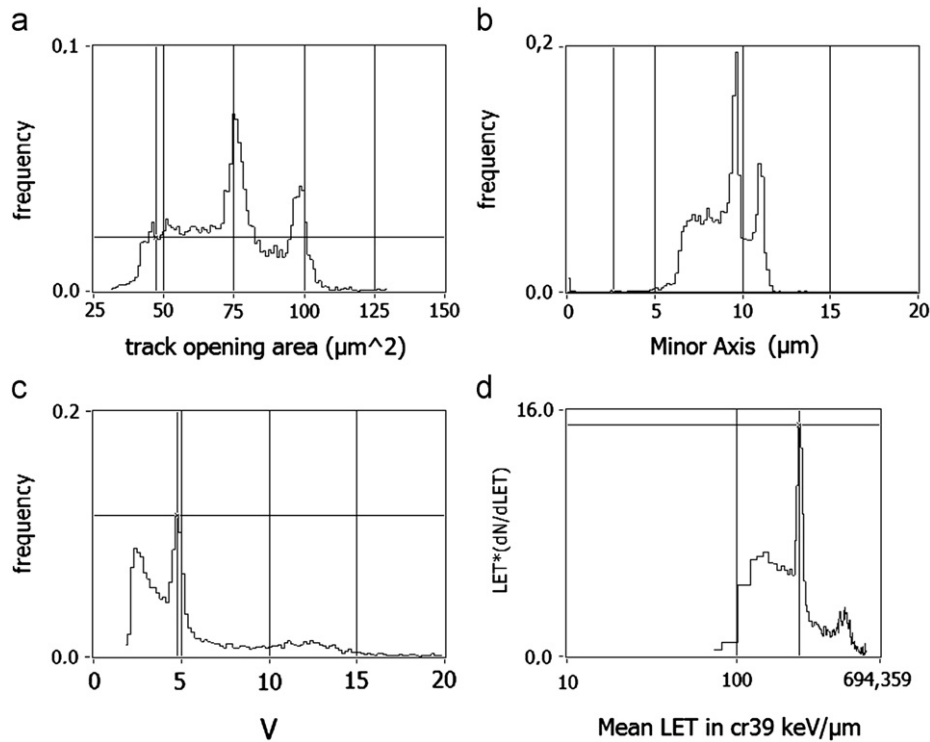 a
0.1
frequency
0.0
25 50 75 100 125 150
track opening area (µm^2)
b
0,2
frequency
0.0
0 5 10 15 20
Minor Axis (µm)
c
0.2
frequency
0.0
0 5 10 15 20
V
d
16.0
LET*(dN/dLET)
0.0
10 100 694,359
Mean LET in cr39 keV/µm